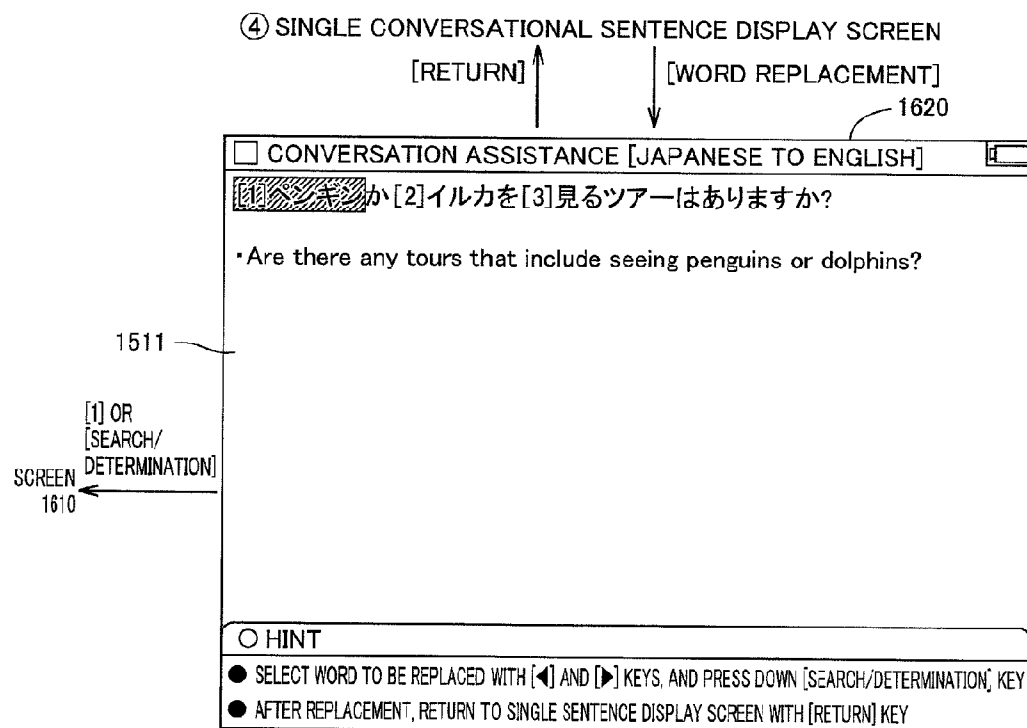 ④ SINGLE CONVERSATIONAL SENTENCE DISPLAY SCREEN
[RETURN] [WORD REPLACEMENT]
1620
CONVERSATION ASSISTANCE [JAPANESE TO ENGLISH]
[1]ペンギンか[2]イルカを[3]見るツアーはありますか?
・Are there any tours that include seeing penguins or dolphins?
1511
[1] OR
[SEARCH/
DETERMINATION]
SCREEN
1610
○ HINT
● SELECT WORD TO BE REPLACED WITH [◀] AND [▶] KEYS, AND PRESS DOWN [SEARCH/DETERMINATION] KEY
● AFTER REPLACEMENT, RETURN TO SINGLE SENTENCE DISPLAY SCREEN WITH [RETURN] KEY